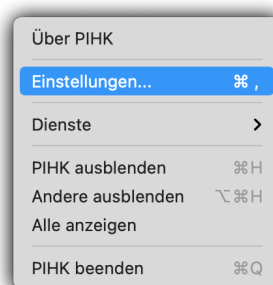 Über PIHK
Einstellungen... ⌘ ,
Dienste
PIHK ausblenden ⌘H
Andere ausblenden ⌥⌘H
Alle anzeigen
PIHK beenden ⌘Q